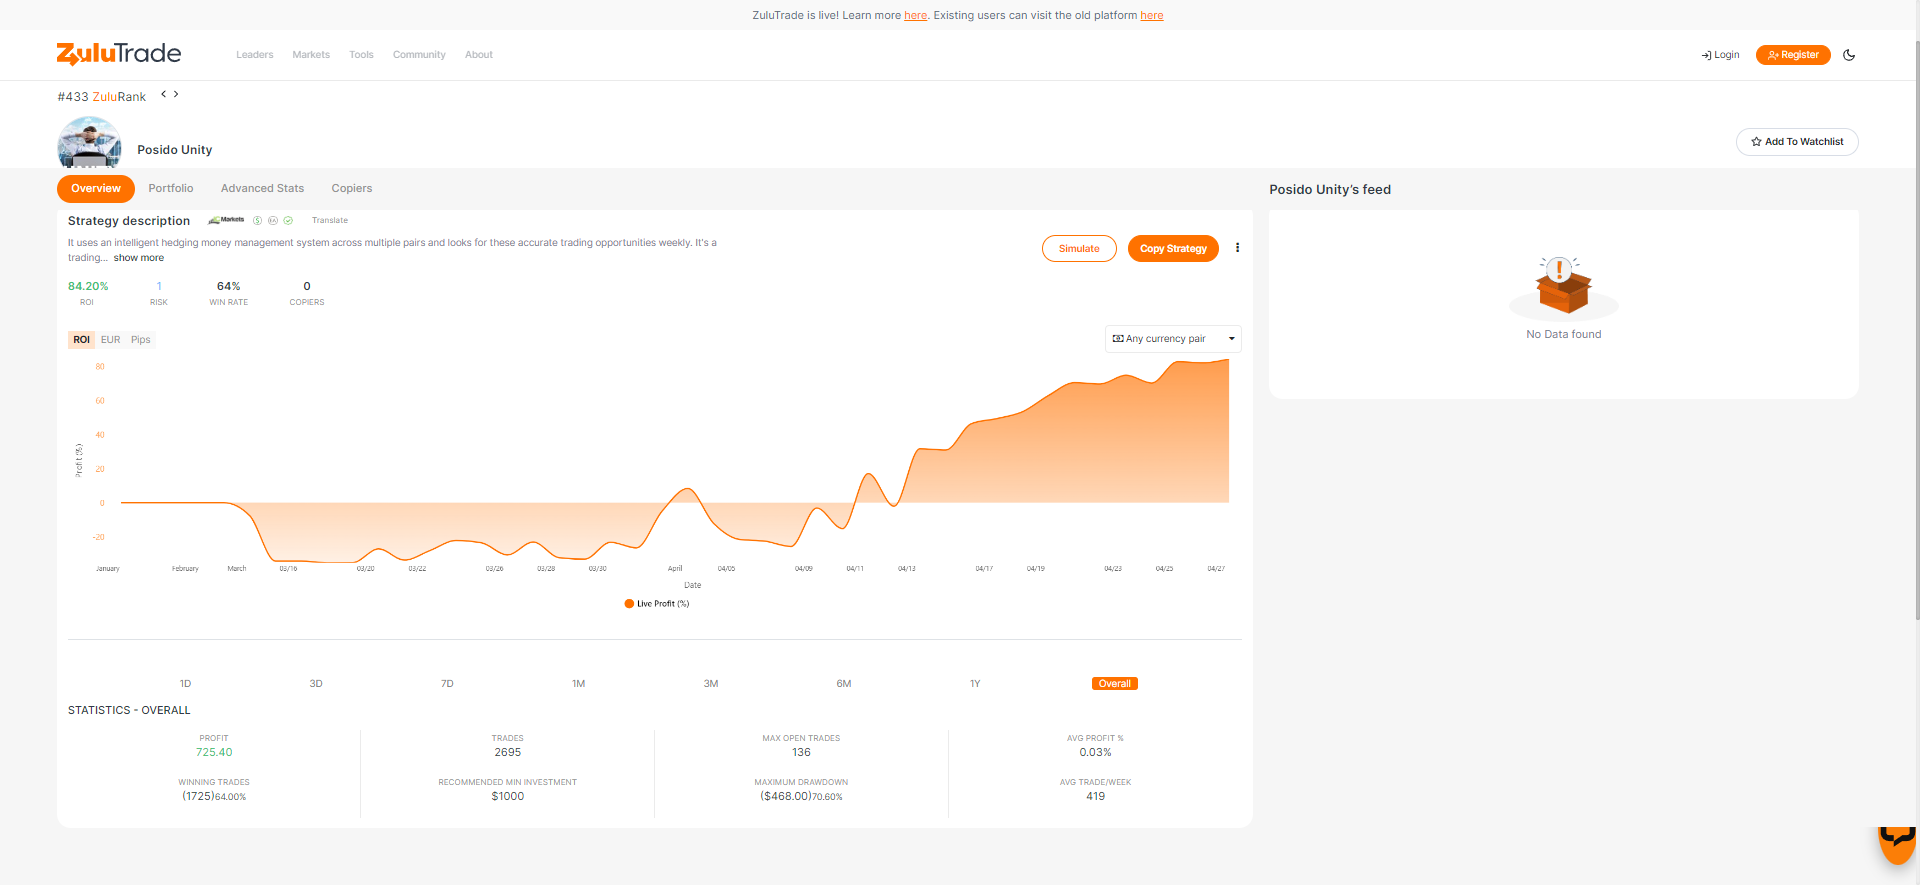 ZuluTrade is live! Learn more here. Existing users can visit the old platform here
ZuluTrade
Leaders Markets Tools Community About
Login Register
#433 ZuluRank
Posido Unity
Add To Watchlist
Overview Portfolio Advanced Stats Copiers
Posido Unity's feed
Strategy description Markets EA Translate
It uses an intelligent hedging money management system across multiple pairs and looks for these accurate trading opportunities weekly. It's a
trading... show more
Simulate Copy Strategy
84.20% 1 64% 0
ROI RISK WIN RATE COPIERS
No Data found
ROI EUR Pips
Any currency pair
80
60
40
20
0
-20
Profit (%)
January February March 03/16 03/20 03/22 03/26 03/28 03/30 April 04/05 04/09 04/11 04/13 04/17 04/19 04/23 04/25 04/27
Date
Live Profit (%)
1D 3D 7D 1M 3M 6M 1Y Overall
STATISTICS - OVERALL
PROFIT TRADES MAX OPEN TRADES AVG PROFIT %
725.40 2695 136 0.03%
WINNING TRADES RECOMMENDED MIN INVESTMENT MAXIMUM DRAWDOWN AVG TRADE/WEEK
(1725)64.00% $1000 ($468.00)70.60% 419